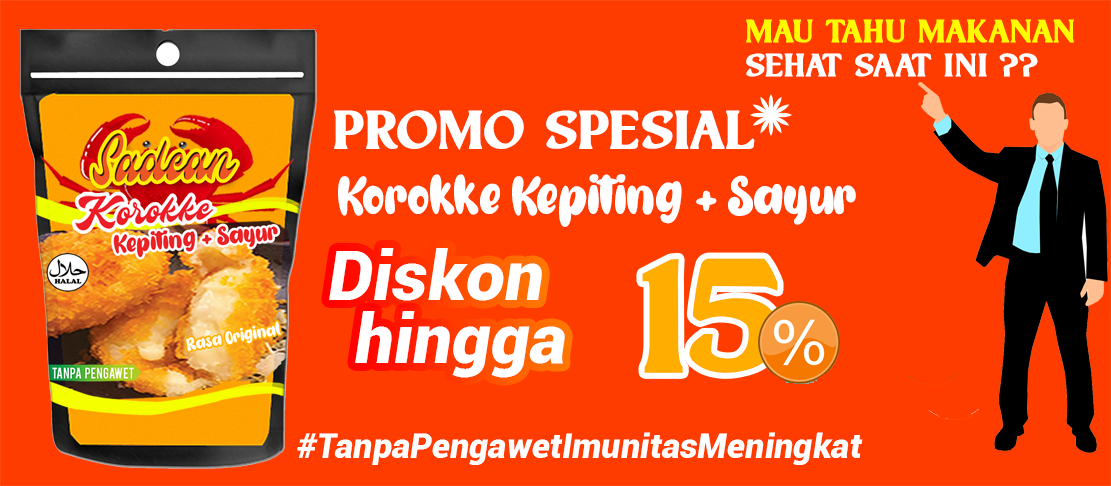 MAU TAHU MAKANAN
SEHAT SAAT INI ??
PROMO SPESIAL*
Korokke Kepiting + Sayur
Diskon
hingga
15%
#TanpaPengawetImunitasMeningkat
Sadean
Korokke
Kepiting + Sayur
حلال
HALAL
Rasa Original
TANPA PENGAWET